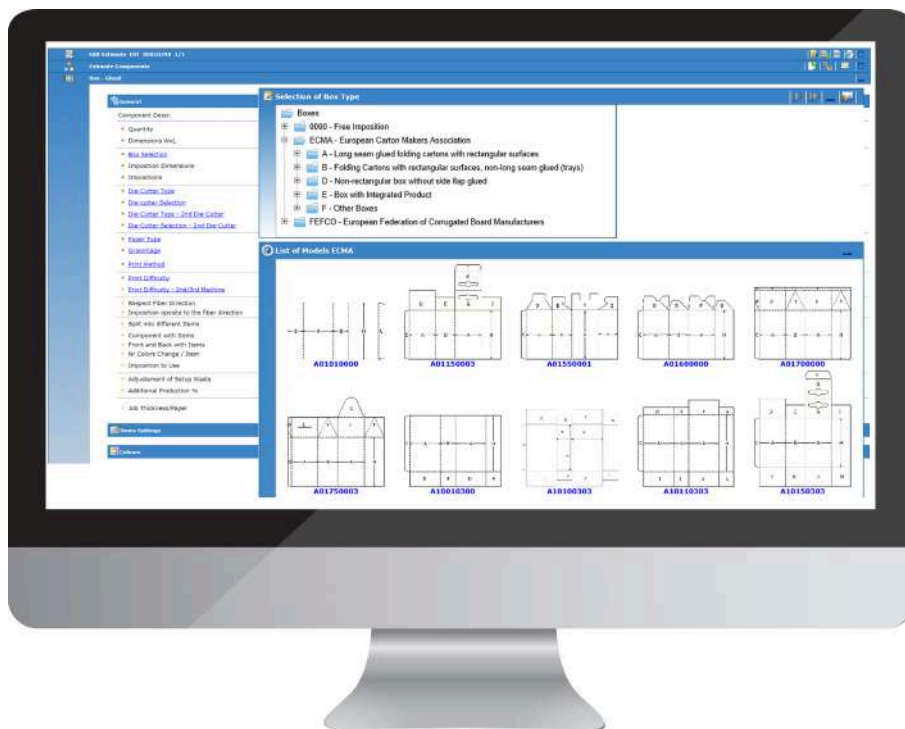 Edit Estimate
Estimate Components
Box - Glued
General
Component Descr:
Quantity
Dimensions WxL
Box Selection
Imposition Dimensions
Impositions
Die-Cutter Type
Die-cutter Selection
Die-Cutter Type - 2nd Die-Cutter
Die-Cutter Selection - 2nd Die-Cutter
Paper Type
Grammage
Print Method
Print Difficulty
Print Difficulty - 2nd/3rd Machine
Respect Fiber Direction
Imposition oposite to the fiber direction
Split into different Items
Component with Items
Front and Back with Items
Nr Colors Change / Item
Imposition to Use
Adjustement of Setup Waste
Additional Production %
Job Thickness/Paper
Items Settings
Colours
Selection of Box Type
Boxes
0000 - Free Imposition
ECMA - European Carton Makers Association
A - Long seam glued folding cartons with rectangular surfaces
B - Folding Cartons with rectangular surfaces, non-long seam glued (trays)
D - Non-rectangular box without side flap glued
E - Box with Integrated Product
F - Other Boxes
FEFCO - European Federation of Corrugated Board Manufacturers
List of Models ECMA
A01010000 A01150003 A01550001 A01600000 A01700000
A01750003 A10010300 A10100303 A10110303 A10150303